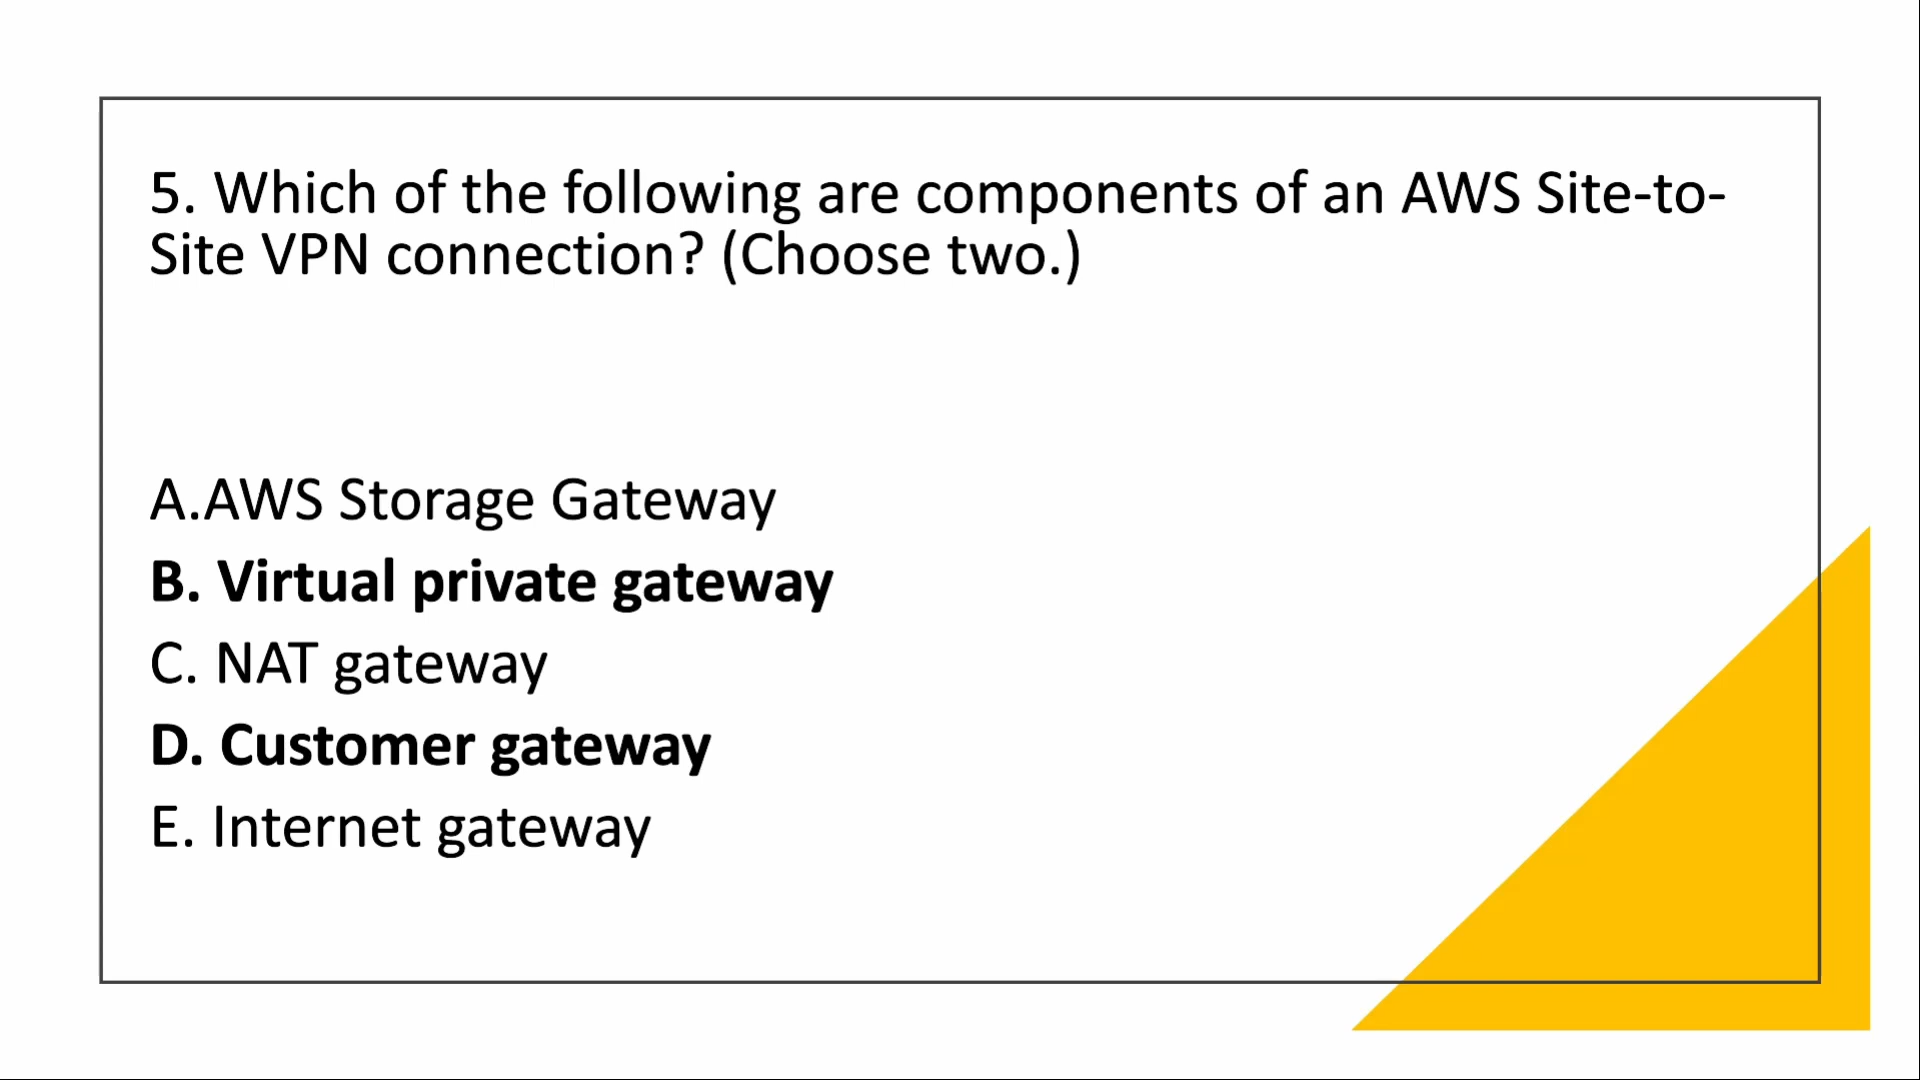 5. Which of the following are components of an AWS Site-to-
Site VPN connection? (Choose two.)
A.AWS Storage Gateway
B. Virtual private gateway
C. NAT gateway
D. Customer gateway
E. Internet gateway